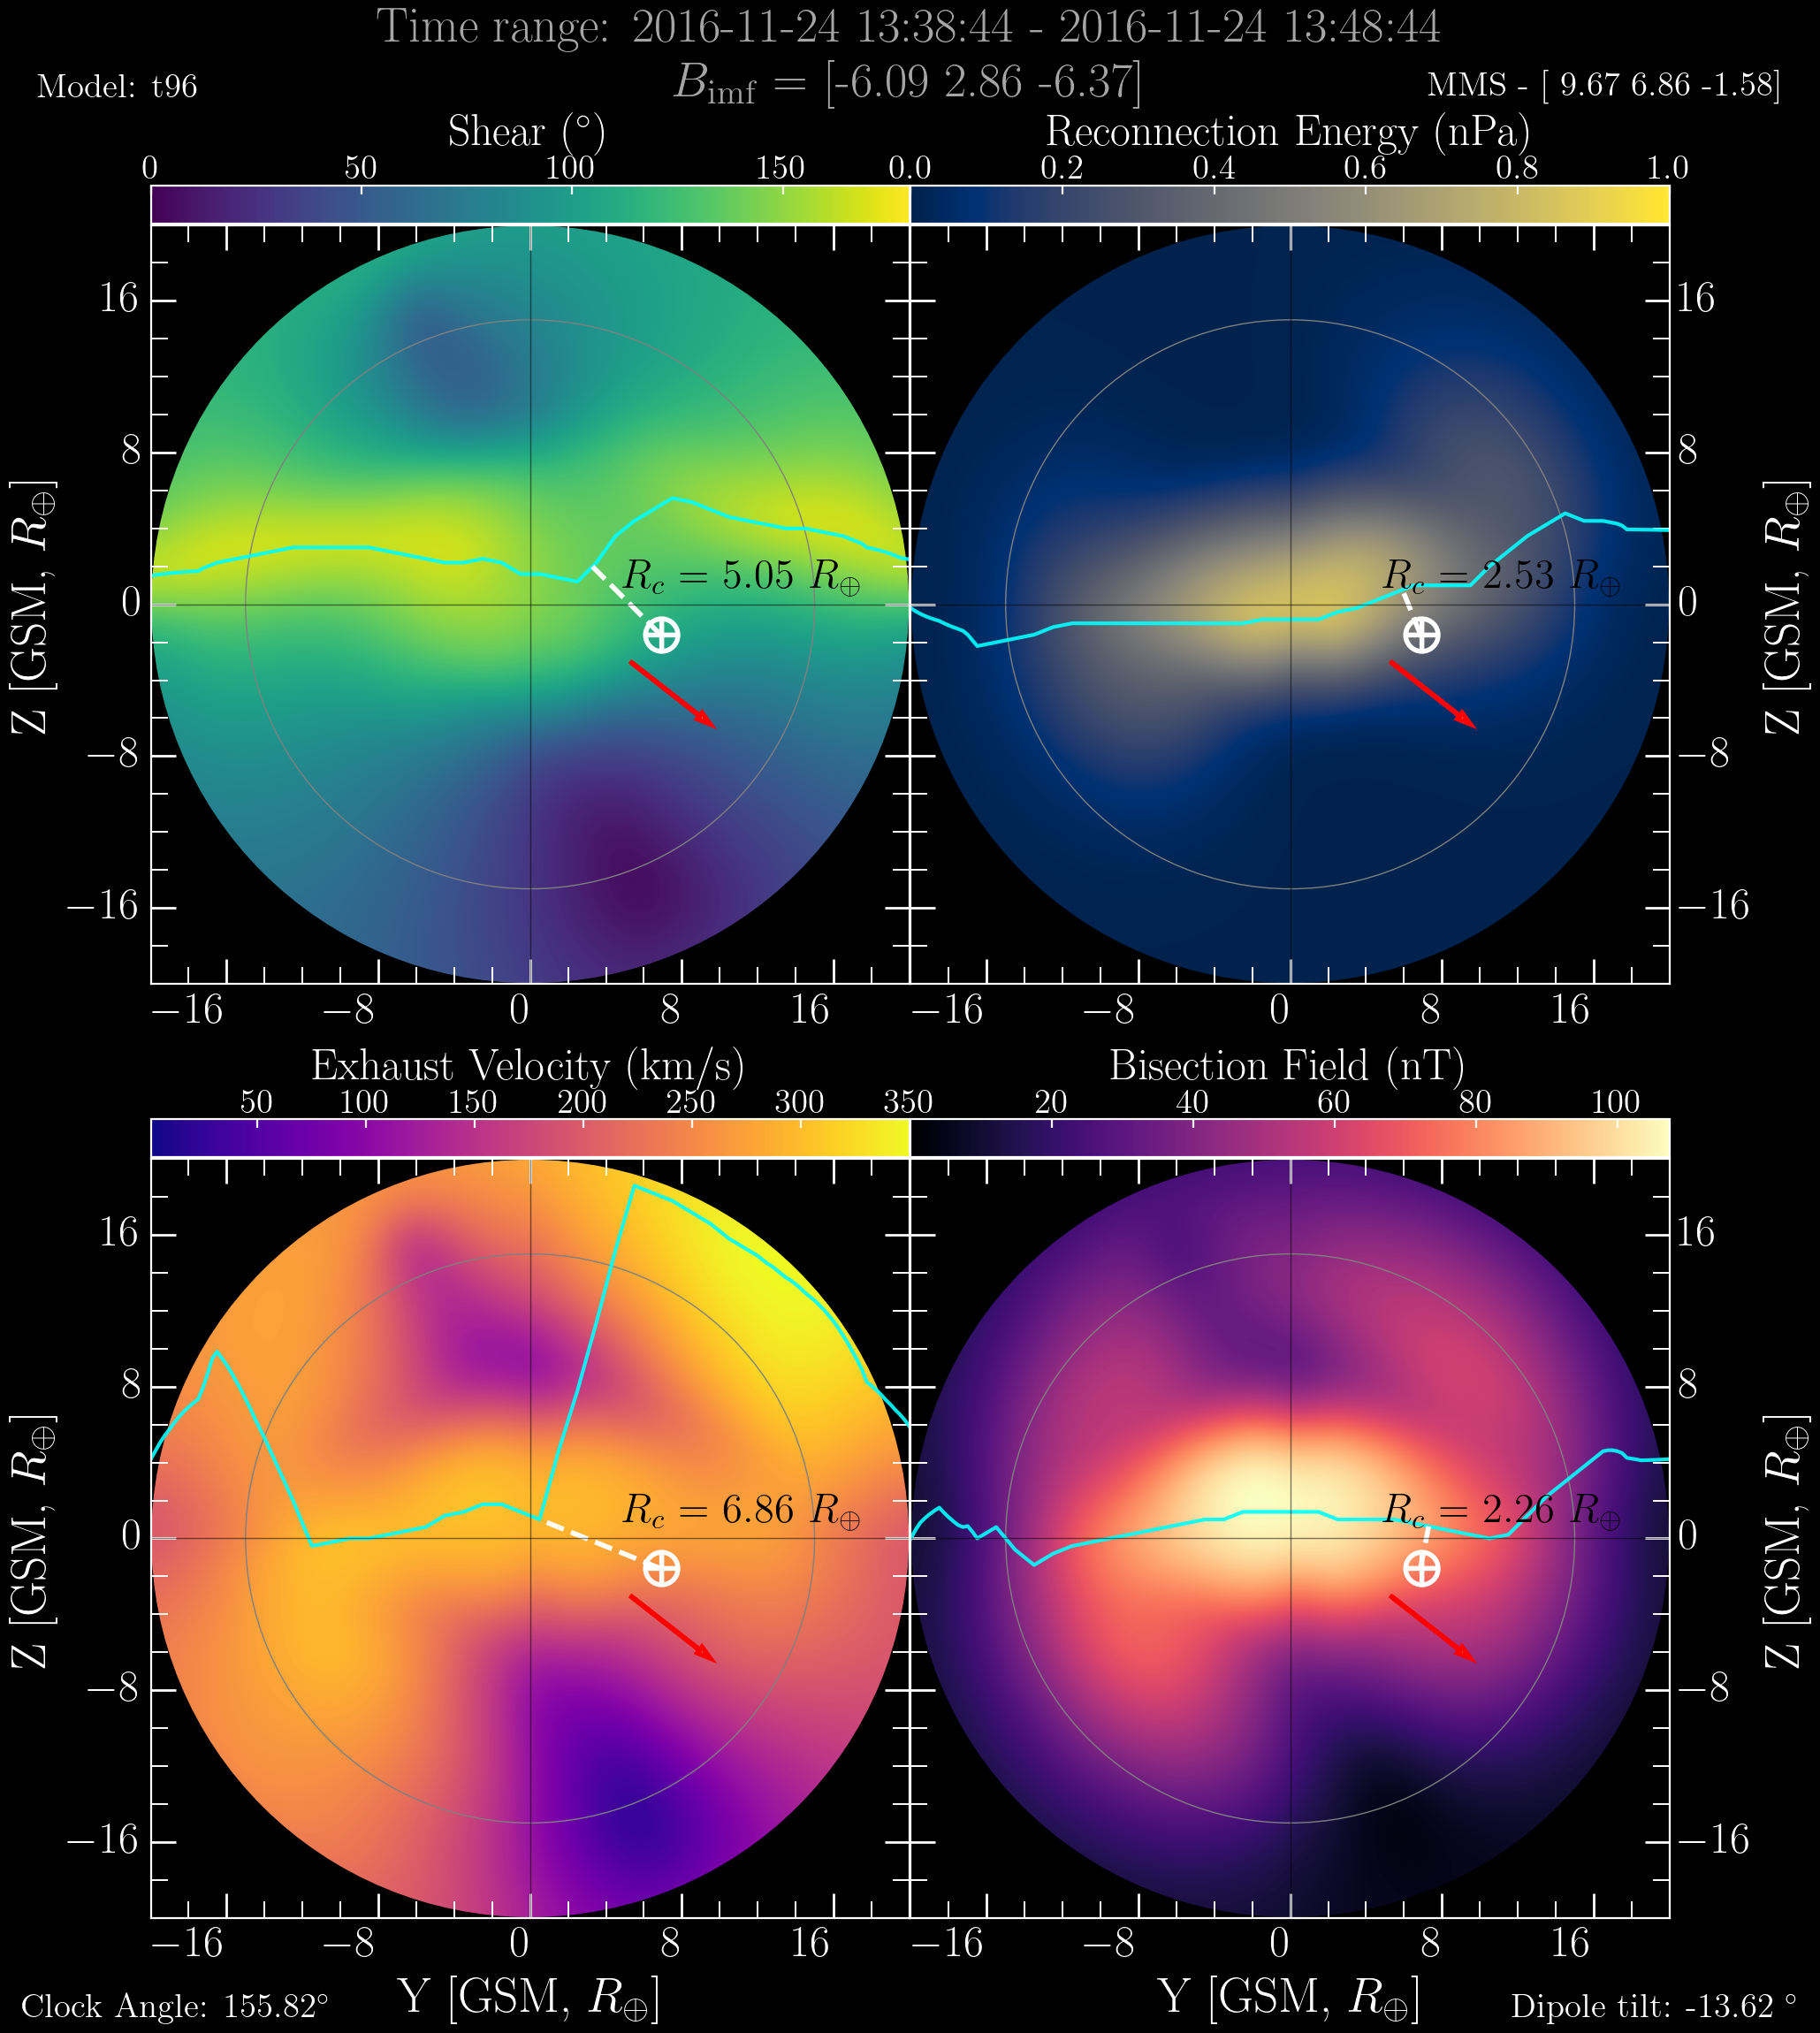 Time range: 2016-11-24 13:38:44 - 2016-11-24 13:48:44
Model: t96
B_imf = [-6.09 2.86 -6.37]
MMS - [ 9.67 6.86 -1.58]
Shear (°)
Reconnection Energy (nPa)
0 50 100 150
0.0 0.2 0.4 0.6 0.8 1.0
16
8
0
−8
−16
Z [GSM, R⊕]
R_c = 5.05 R⊕
−16 −8 0 8 16
R_c = 2.53 R⊕
16
8
0
−8
−16
Z [GSM, R⊕]
−16 −8 0 8 16
Exhaust Velocity (km/s)
Bisection Field (nT)
50 100 150 200 250 300 350
20 40 60 80 100
16
8
0
−8
−16
Z [GSM, R⊕]
R_c = 6.86 R⊕
−16 −8 0 8 16
Y [GSM, R⊕]
R_c = 2.26 R⊕
16
8
0
−8
−16
Z [GSM, R⊕]
−16 −8 0 8 16
Y [GSM, R⊕]
Clock Angle: 155.82°
Dipole tilt: -13.62 °